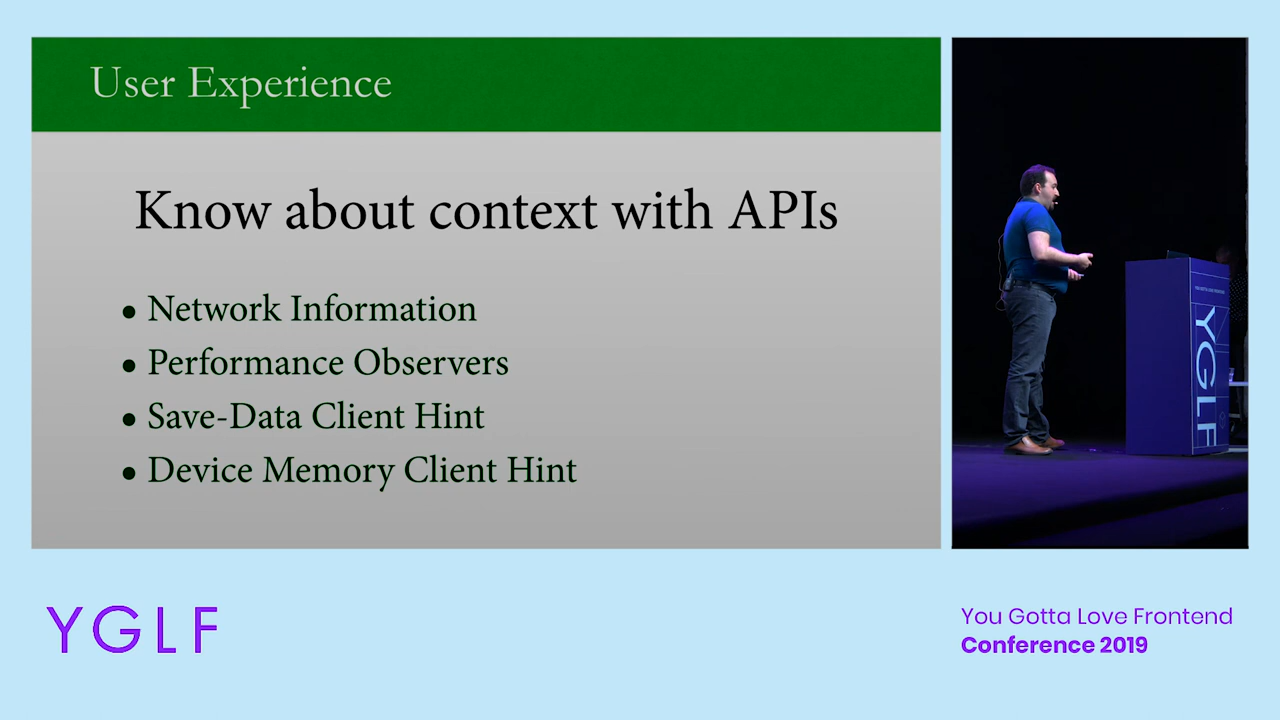 User Experience
Know about context with APIs
• Network Information
• Performance Observers
• Save-Data Client Hint
• Device Memory Client Hint
YGLF
YGLF
You Gotta Love Frontend
Conference 2019